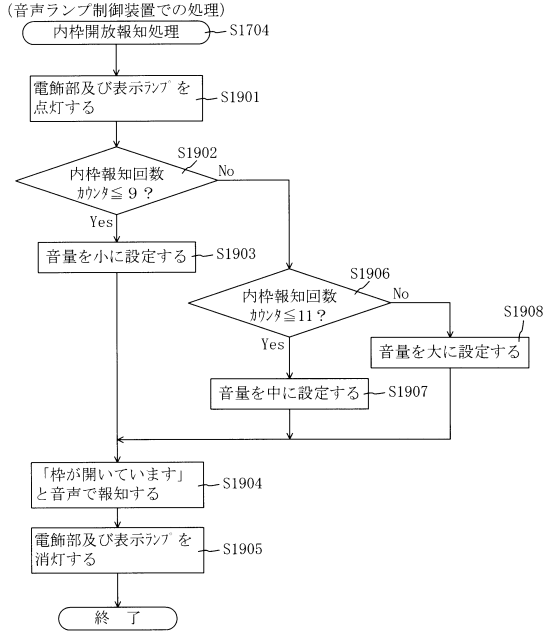 (音声ランプ制御装置での処理)
内枠開放報知処理
S1704
電飾部及び表示ﾗﾝﾌﾟを
点灯する
S1901
S1902
内枠報知回数
ｶｳﾝﾀ≦9?
No
Yes
音量を小に設定する
S1903
S1906
内枠報知回数
ｶｳﾝﾀ≦11?
No
Yes
S1908
音量を大に設定する
音量を中に設定する
S1907
「枠が開いています」
と音声で報知する
S1904
電飾部及び表示ﾗﾝﾌﾟを
消灯する
S1905
終 了